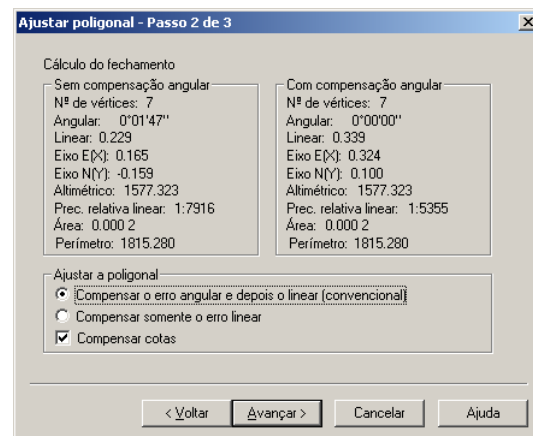 Ajustar poligonal - Passo 2 de 3
Cálculo do fechamento
Sem compensação angular
Nº de vértices: 7
Angular: 0°01'47''
Linear: 0.229
Eixo E(X): 0.165
Eixo N(Y): -0.159
Altimétrico: 1577.323
Prec. relativa linear: 1:7916
Área: 0.000 2
Perímetro: 1815.280
Com compensação angular
Nº de vértices: 7
Angular: 0°00'00''
Linear: 0.339
Eixo E(X): 0.324
Eixo N(Y): 0.100
Altimétrico: 1577.323
Prec. relativa linear: 1:5355
Área: 0.000 2
Perímetro: 1815.280
Ajustar a poligonal
Compensar o erro angular e depois o linear (convencional)
Compensar somente o erro linear
Compensar cotas
< Voltar
Avançar >
Cancelar
Ajuda